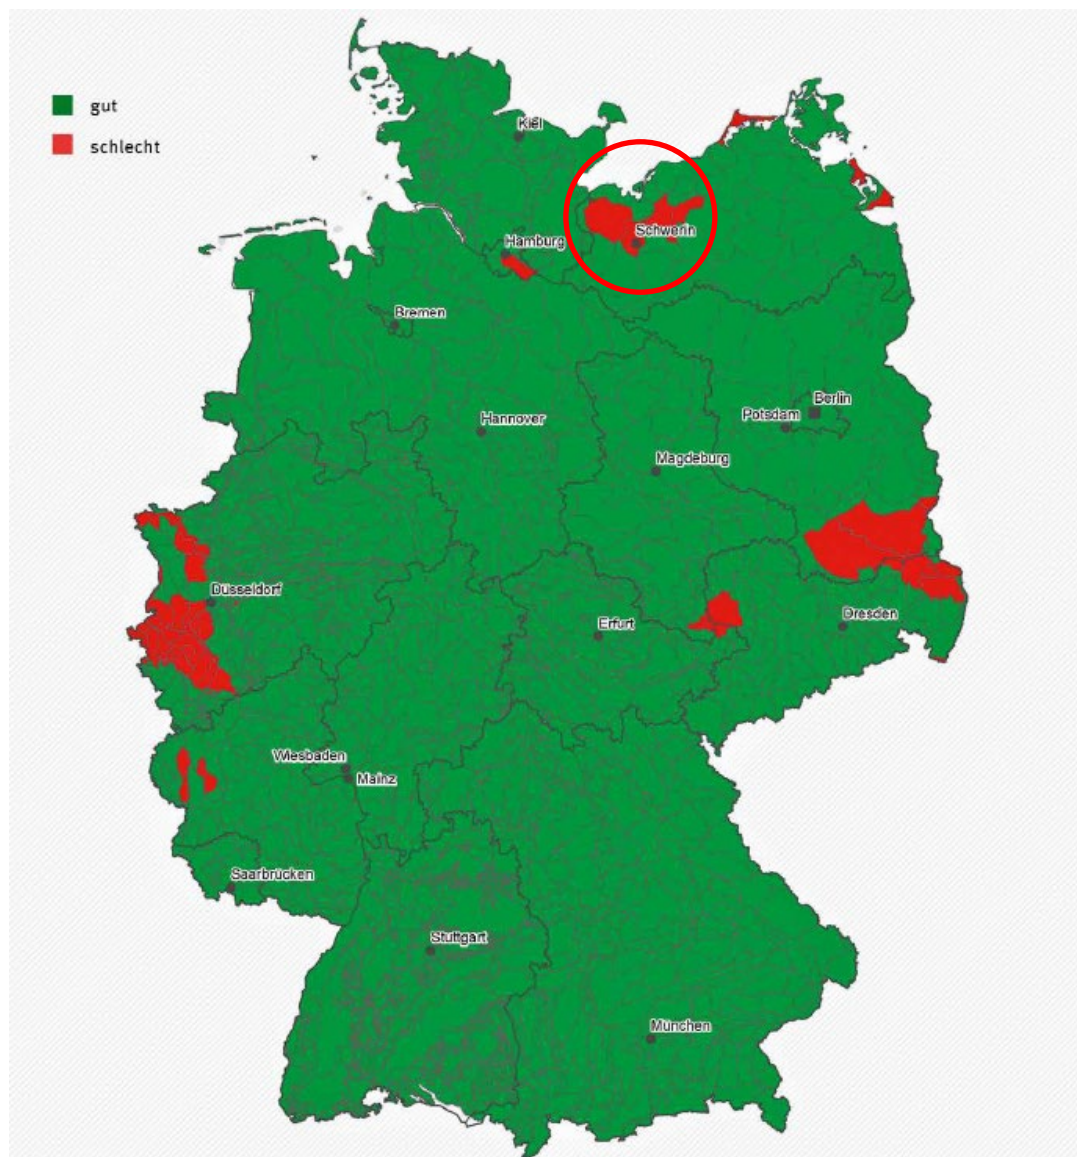 gut
schlecht
Kiel
Schwerin
Hamburg
Bremen
Berlin
Potsdam
Hannover
Magdeburg
Düsseldorf
Erfurt
Dresden
Wiesbaden
Mainz
Saarbrücken
Stuttgart
München